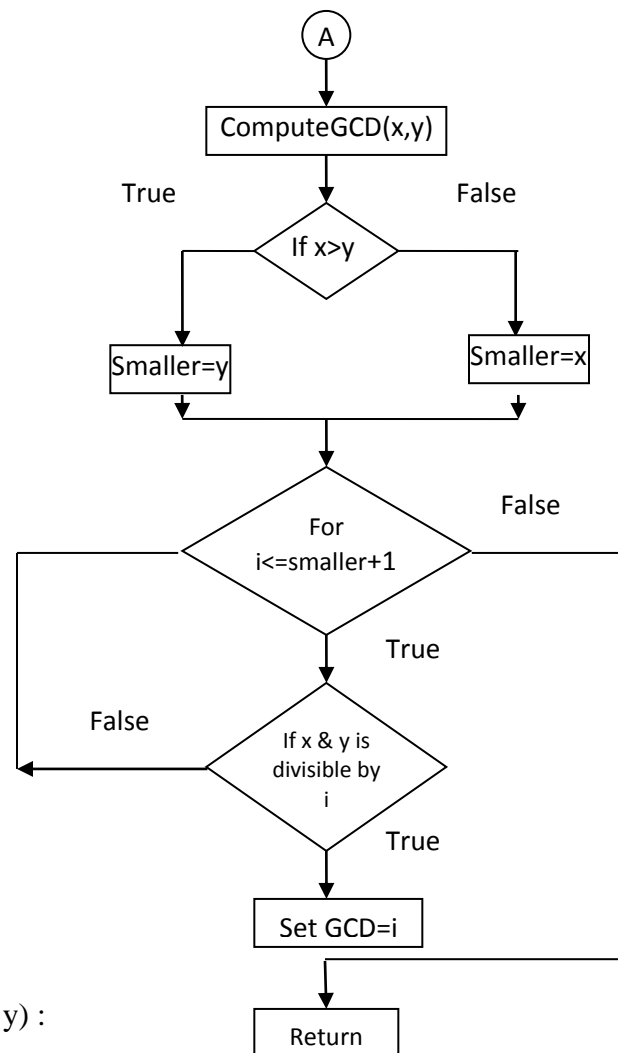 A
ComputeGCD(x,y)
True
False
If x>y
Smaller=y
Smaller=x
For
i<=smaller+1
False
True
False
If x & y is
divisible by
i
True
Set GCD=i
y) :
Return